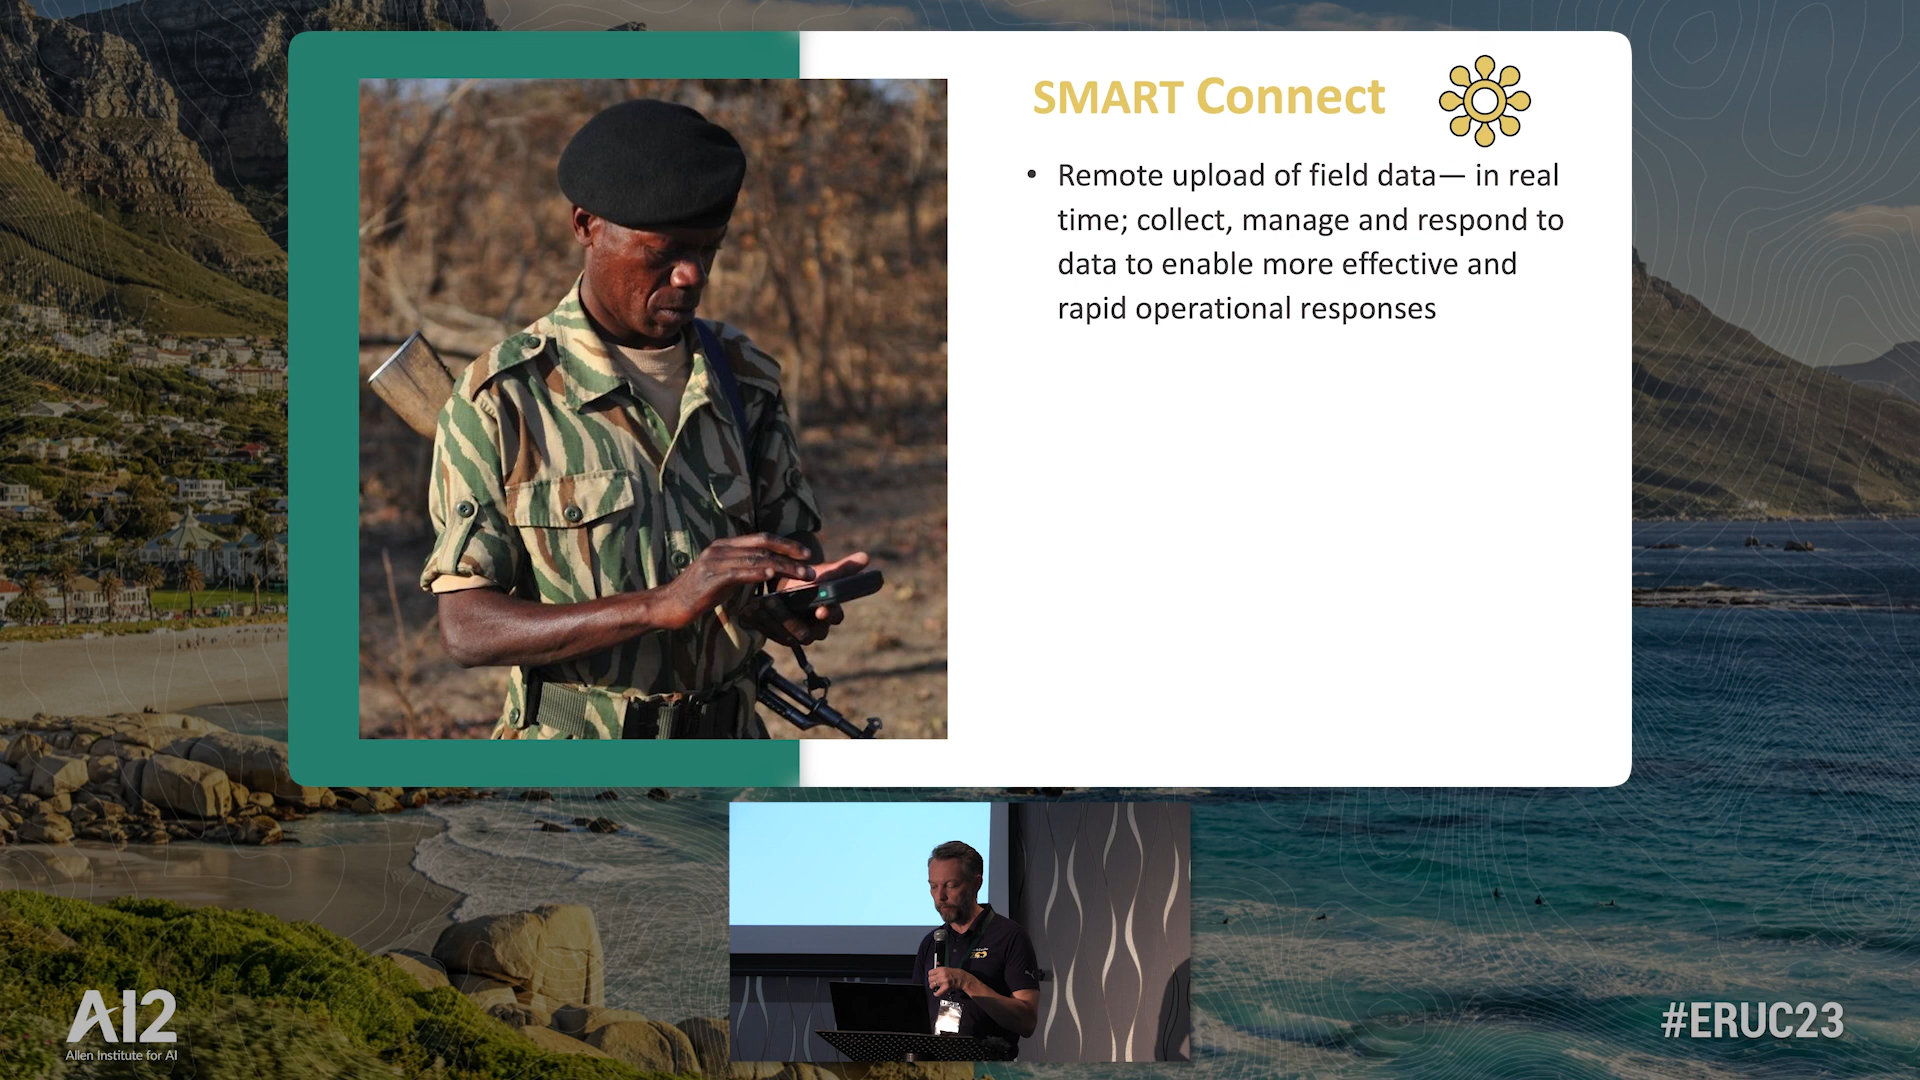 SMART Connect
• Remote upload of field data— in real
time; collect, manage and respond to
data to enable more effective and
rapid operational responses
AI2
Allen Institute for AI
#ERUC23